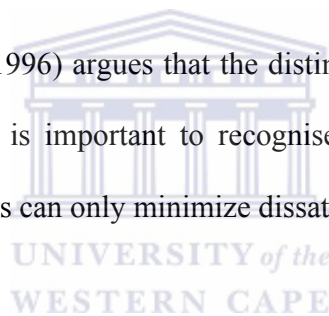 1996) argues that the distin
is important to recognise
s can only minimize dissat
UNIVERSITY of the
WESTERN CAPE